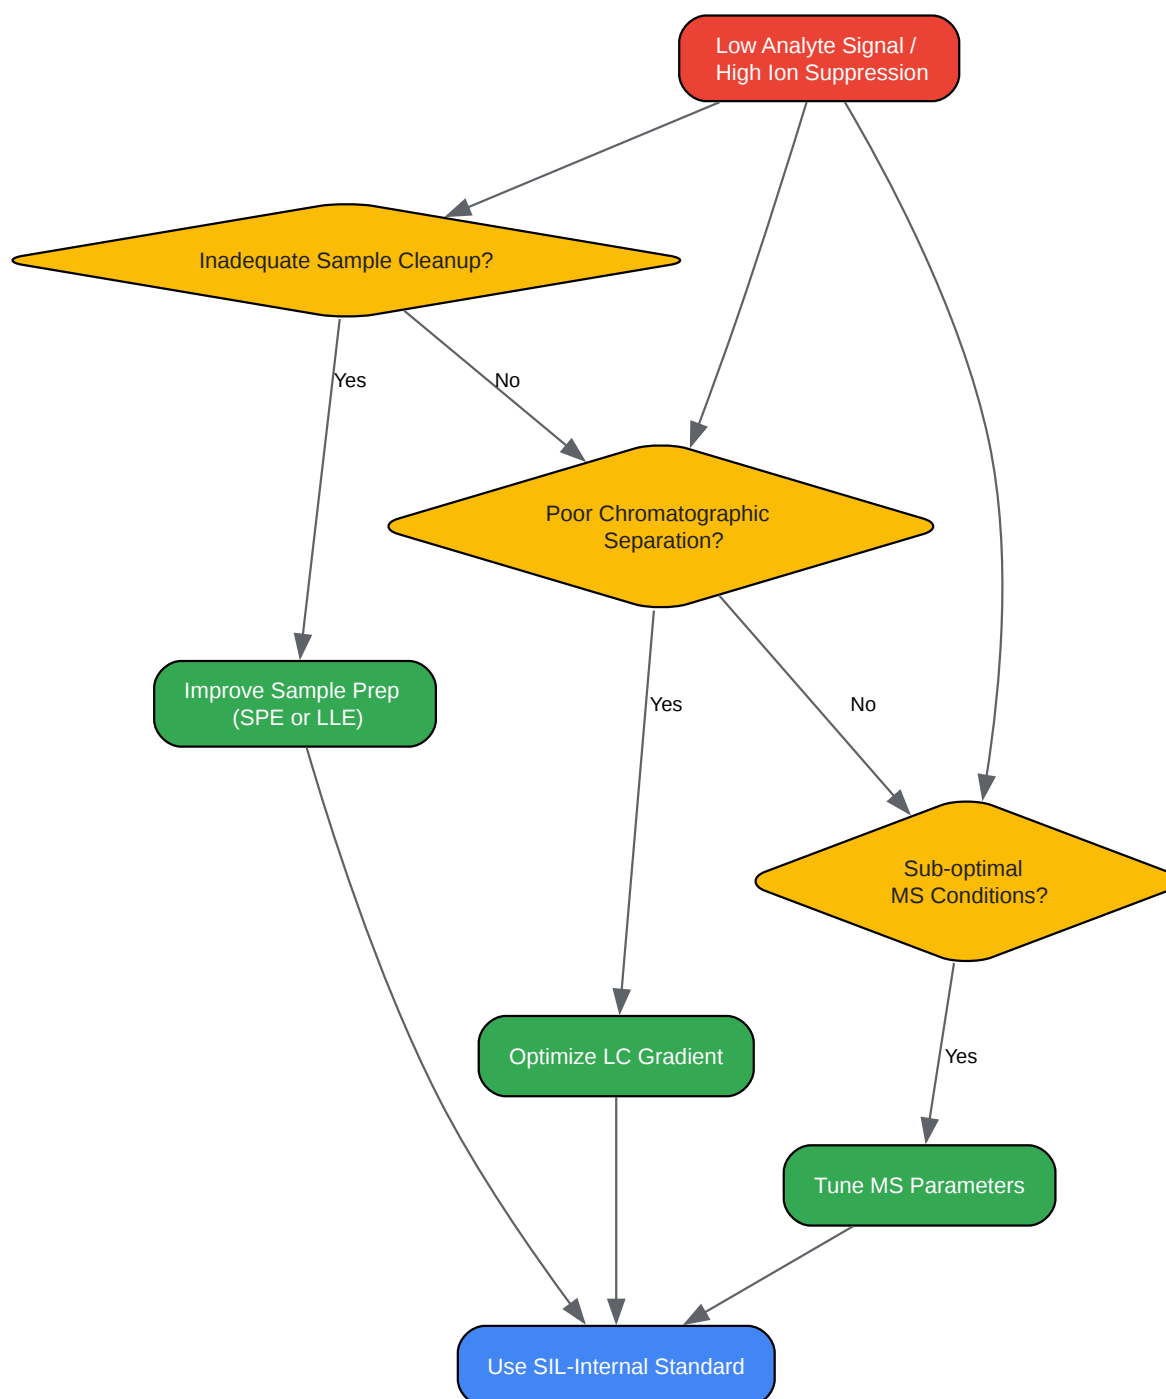 Low Analyte Signal /
High Ion Suppression
Inadequate Sample Cleanup?
Yes
No
Poor Chromatographic
Separation?
Improve Sample Prep
(SPE or LLE)
Yes
No
Sub-optimal
MS Conditions?
Optimize LC Gradient
Yes
Tune MS Parameters
Use SIL-Internal Standard